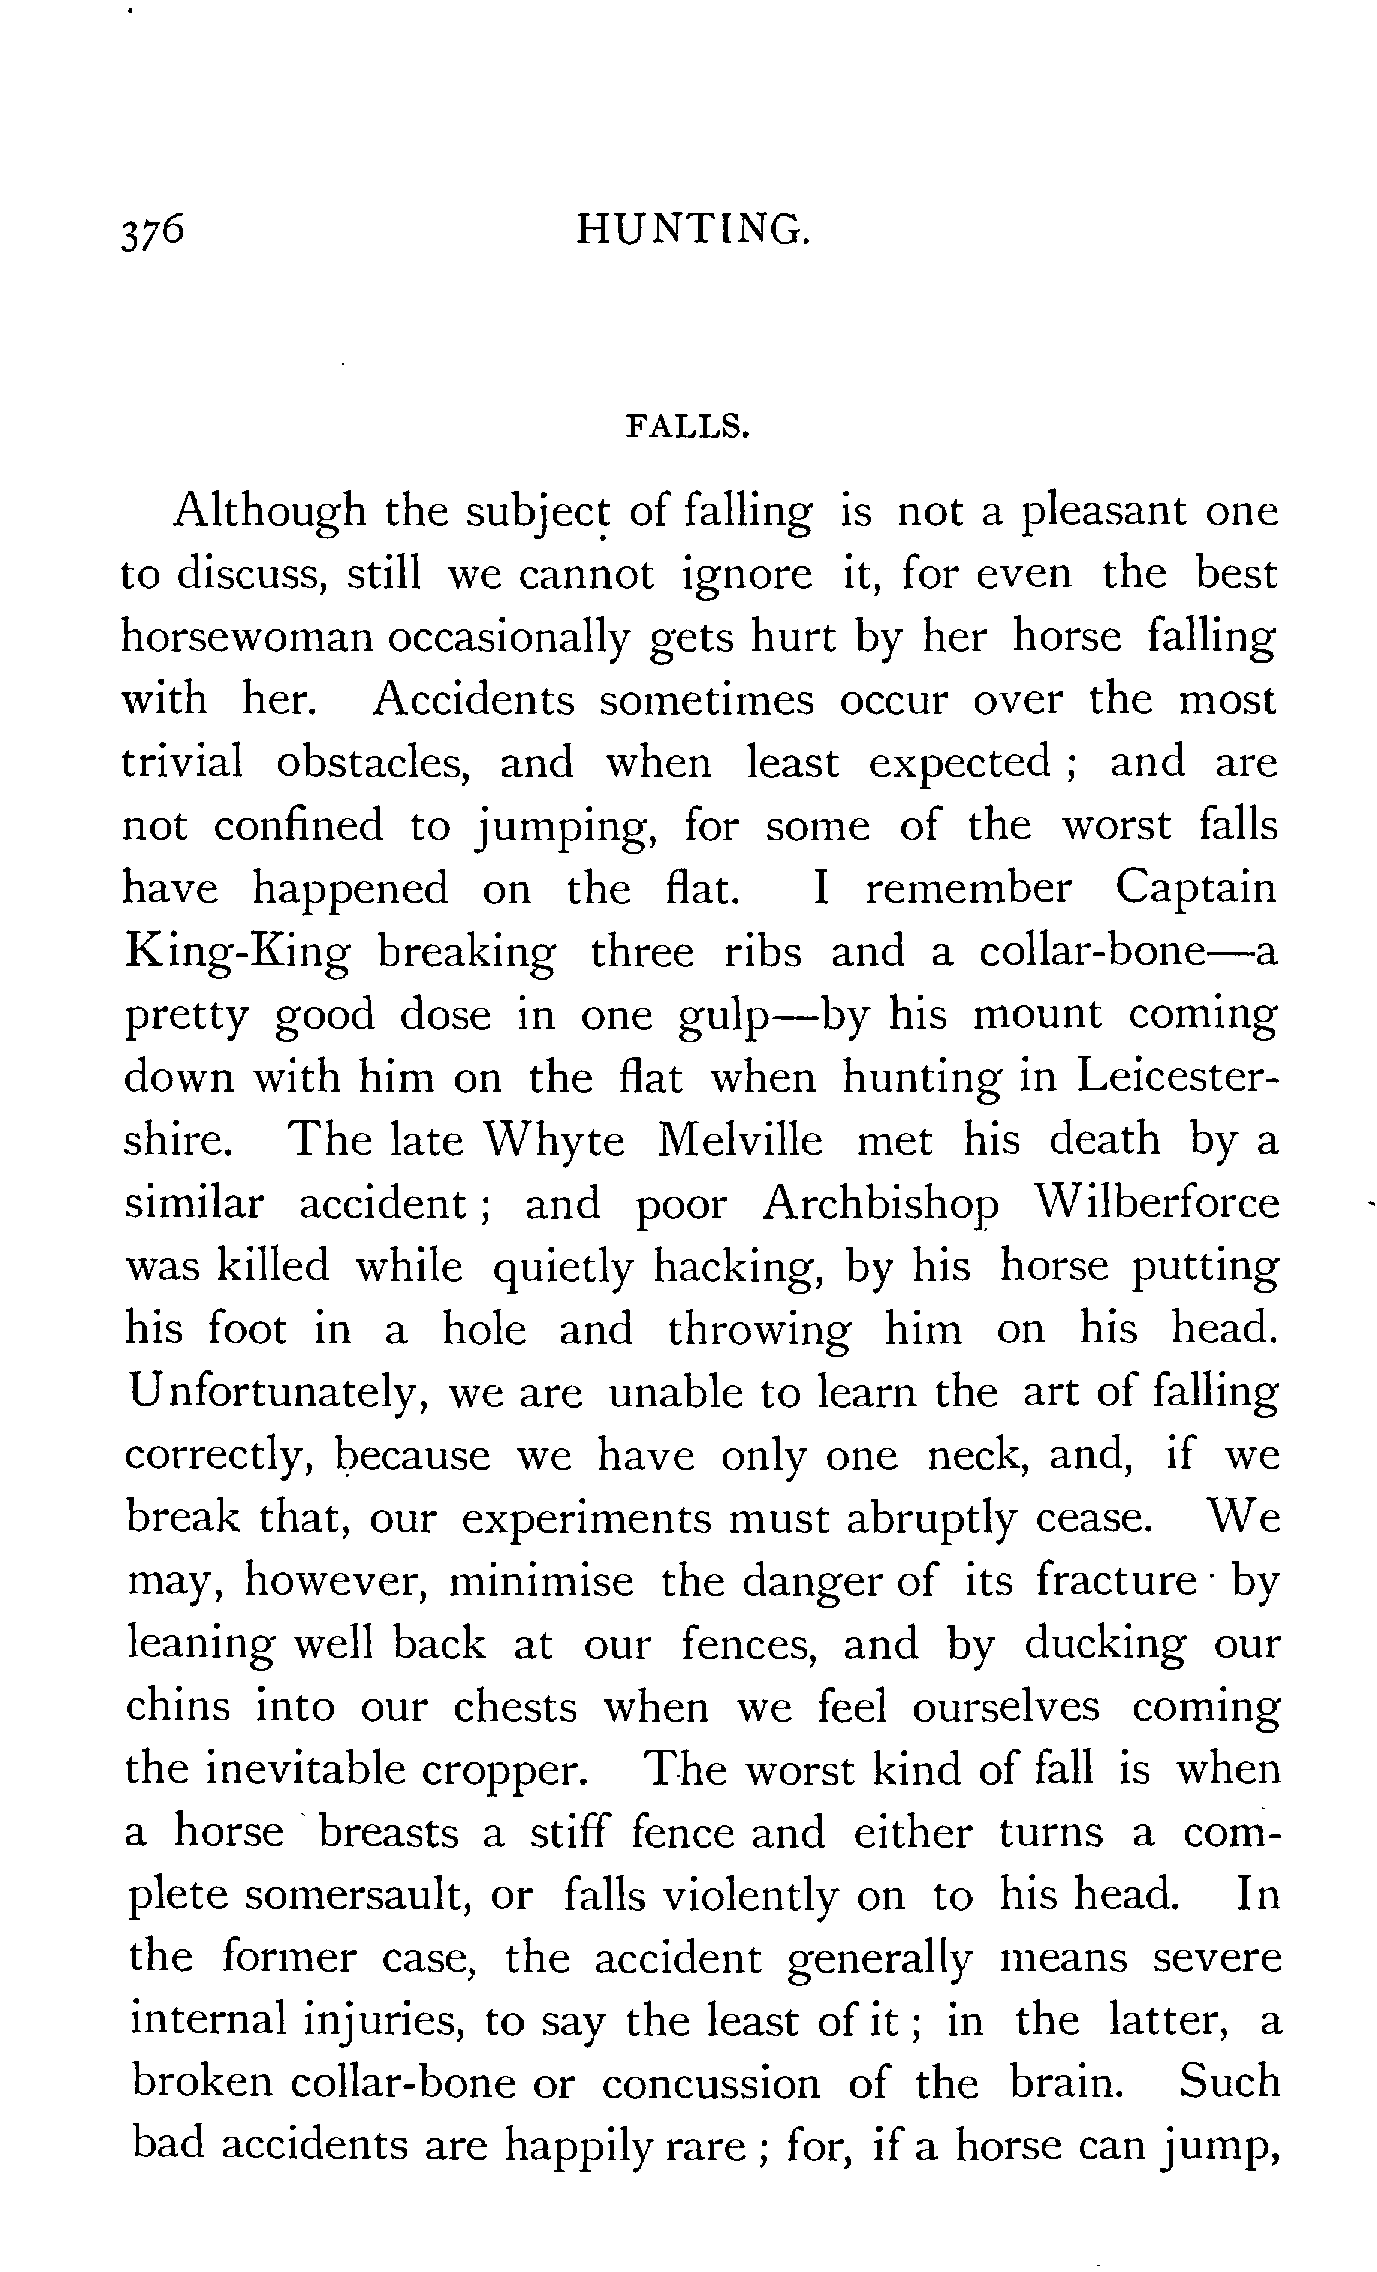 376 HUNTING.
FALLS.
Although the subject of falling is not a pleasant one
to discuss, still we cannot ignore it, for even the best
horsewoman occasionally gets hurt by her horse falling
with her. Accidents sometimes occur over the most
trivial obstacles, and when least expected ; and are
not confined to jumping, for some of the worst falls
have happened on the flat. I remember Captain
King-King breaking three ribs and a collar-bone—a
pretty good dose in one gulp—by his mount coming
down with him on the flat when hunting in Leicester-
shire. The late Whyte Melville met his death by a
similar accident ; and poor Archbishop Wilberforce
was killed while quietly hacking, by his horse putting
his foot in a hole and throwing him on his head.
Unfortunately, we are unable to learn the art of falling
correctly, because we have only one neck, and, if we
break that, our experiments must abruptly cease. We
may, however, minimise the danger of its fracture by
leaning well back at our fences, and by ducking our
chins into our chests when we feel ourselves coming
the inevitable cropper. The worst kind of fall is when
a horse breasts a stiff fence and either turns a com-
plete somersault, or falls violently on to his head. In
the former case, the accident generally means severe
internal injuries, to say the least of it ; in the latter, a
broken collar-bone or concussion of the brain. Such
bad accidents are happily rare ; for, if a horse can jump,